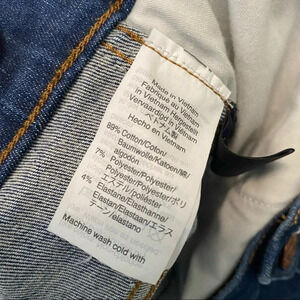 Made in Vietnam
Fabriqué au Vietnam
in Vietnam Hergestellt
Vervaardigd in Vietnam
ベトナム製
Hecho en Vietnam
89% Cotton/Coton/
Baumwolle/Katoen/綿/
algodón
7% Polyester/Polyester/
Polyester/Polyester/ポリ
エステル/poliéster
4% Elastane/Élasthanne/
Elastan/Elastaan/エラス
テーン/elastano
Machine wash cold with